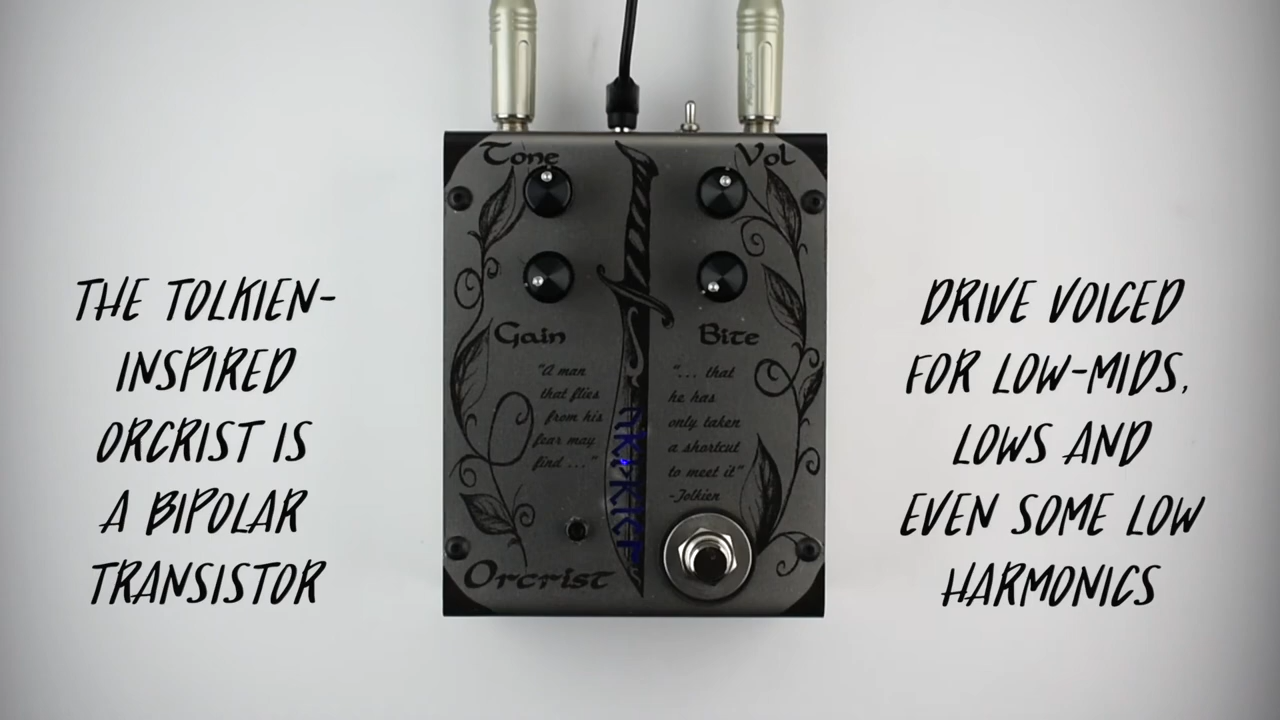 THE TOLKIEN-
INSPIRED
ORCRIST IS
A BIPOLAR
TRANSISTOR
Tone
Vol
Gain
Bite
"A man
that flies
from his
fear may
find ..."
"... that
he has
only taken
a shortcut
to meet it"
-Tolkien
Orcrist
DRIVE VOICED
FOR LOW-MIDS,
LOWS AND
EVEN SOME LOW
HARMONICS